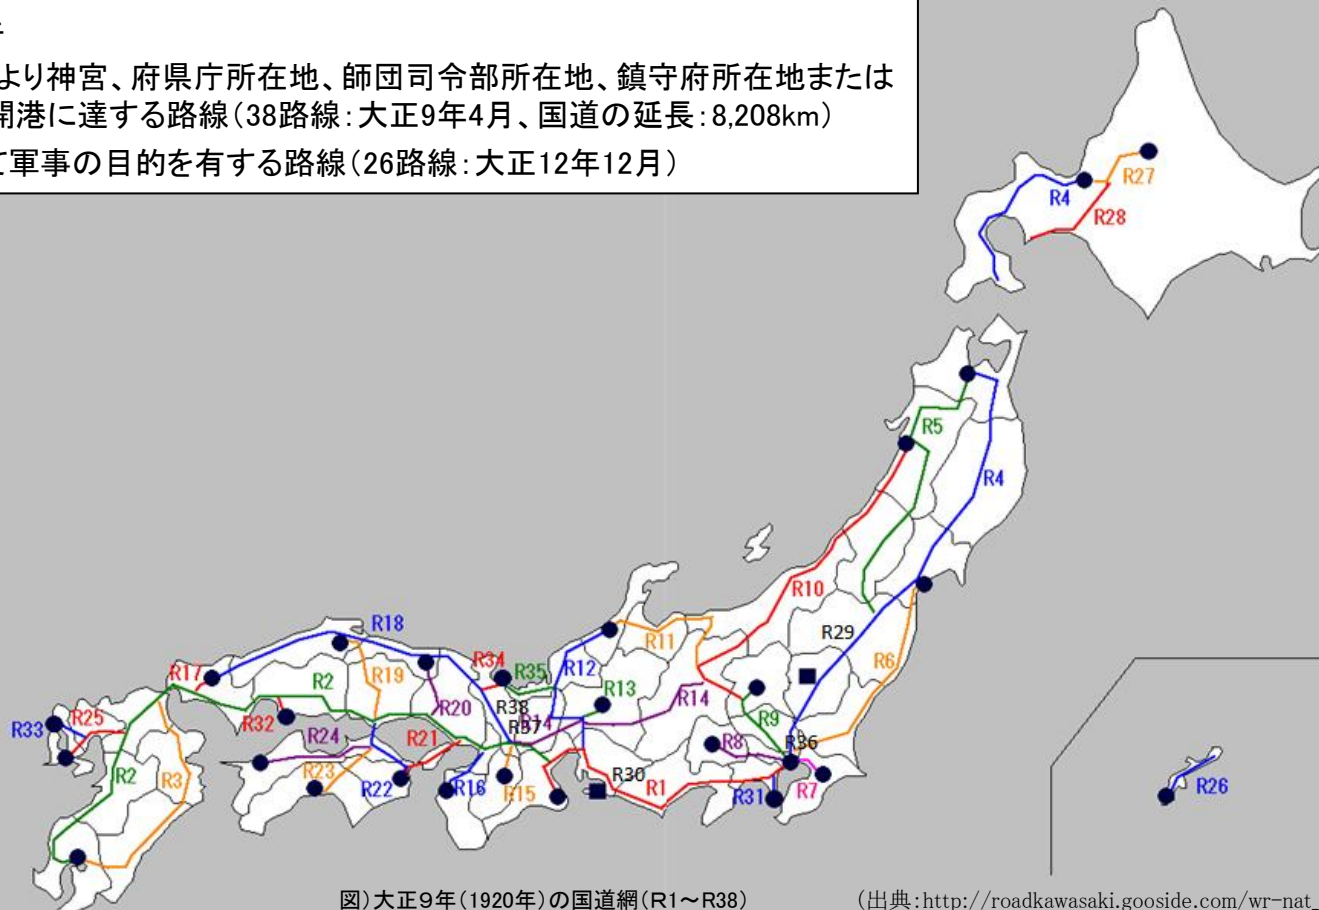 より神宮、府県庁所在地、師団司令部所在地、鎮守府所在地または
開港に達する路線(38路線:大正9年4月、国道の延長:8,208km)
て軍事の目的を有する路線(26路線:大正12年12月)
R4
R27
R28
R5
R4
R10
R29
R6
R18
R11
R34
R35
R12
R17
R19
R2
R13
R14
R38
R20
R37
R9
R33
R25
R32
R24
R21
R8
R36
R2
R3
R23
R22
R16
R15
R30
R1
R31
R7
R26
図)大正9年(1920年)の国道網(R1~R38)
(出典:http://roadkawasaki.gooside.com/wr-nat_